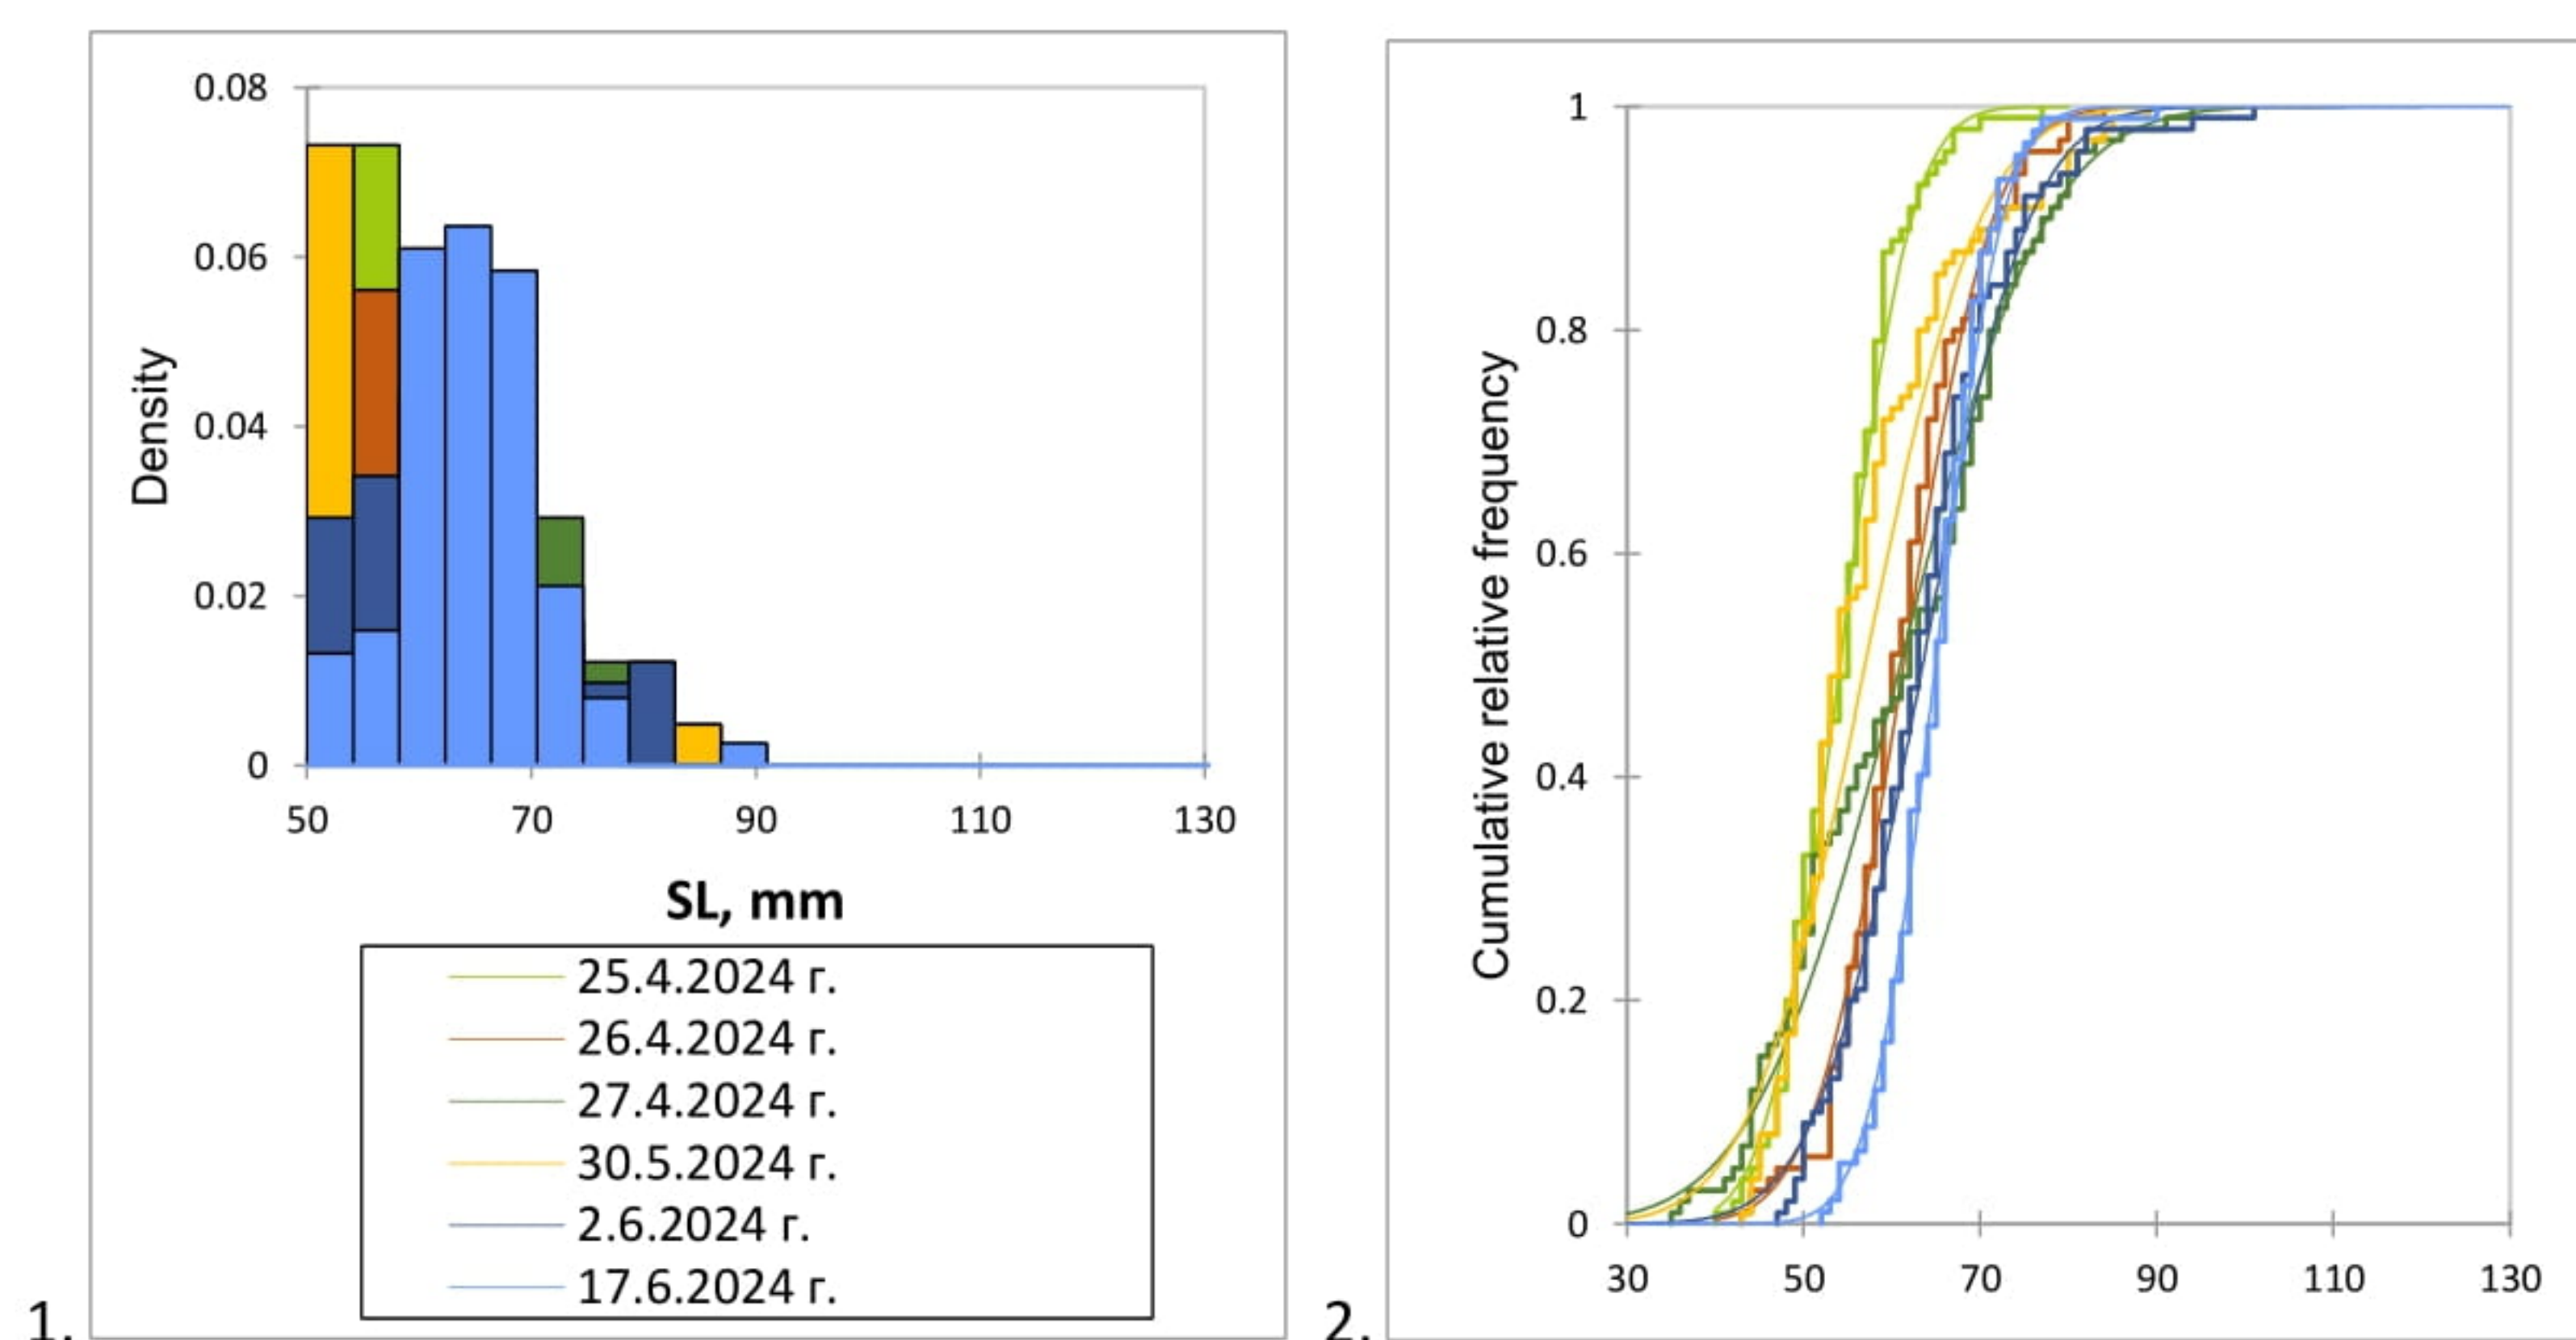 0.08
0.06
0.04
0.02
0
Density
50 70 90 110 130
SL, mm
25.4.2024 г.
26.4.2024 г.
27.4.2024 г.
30.5.2024 г.
2.6.2024 г.
17.6.2024 г.
1.
1
0.8
0.6
0.4
0.2
0
Cumulative relative frequency
30 50 70 90 110 130
2.